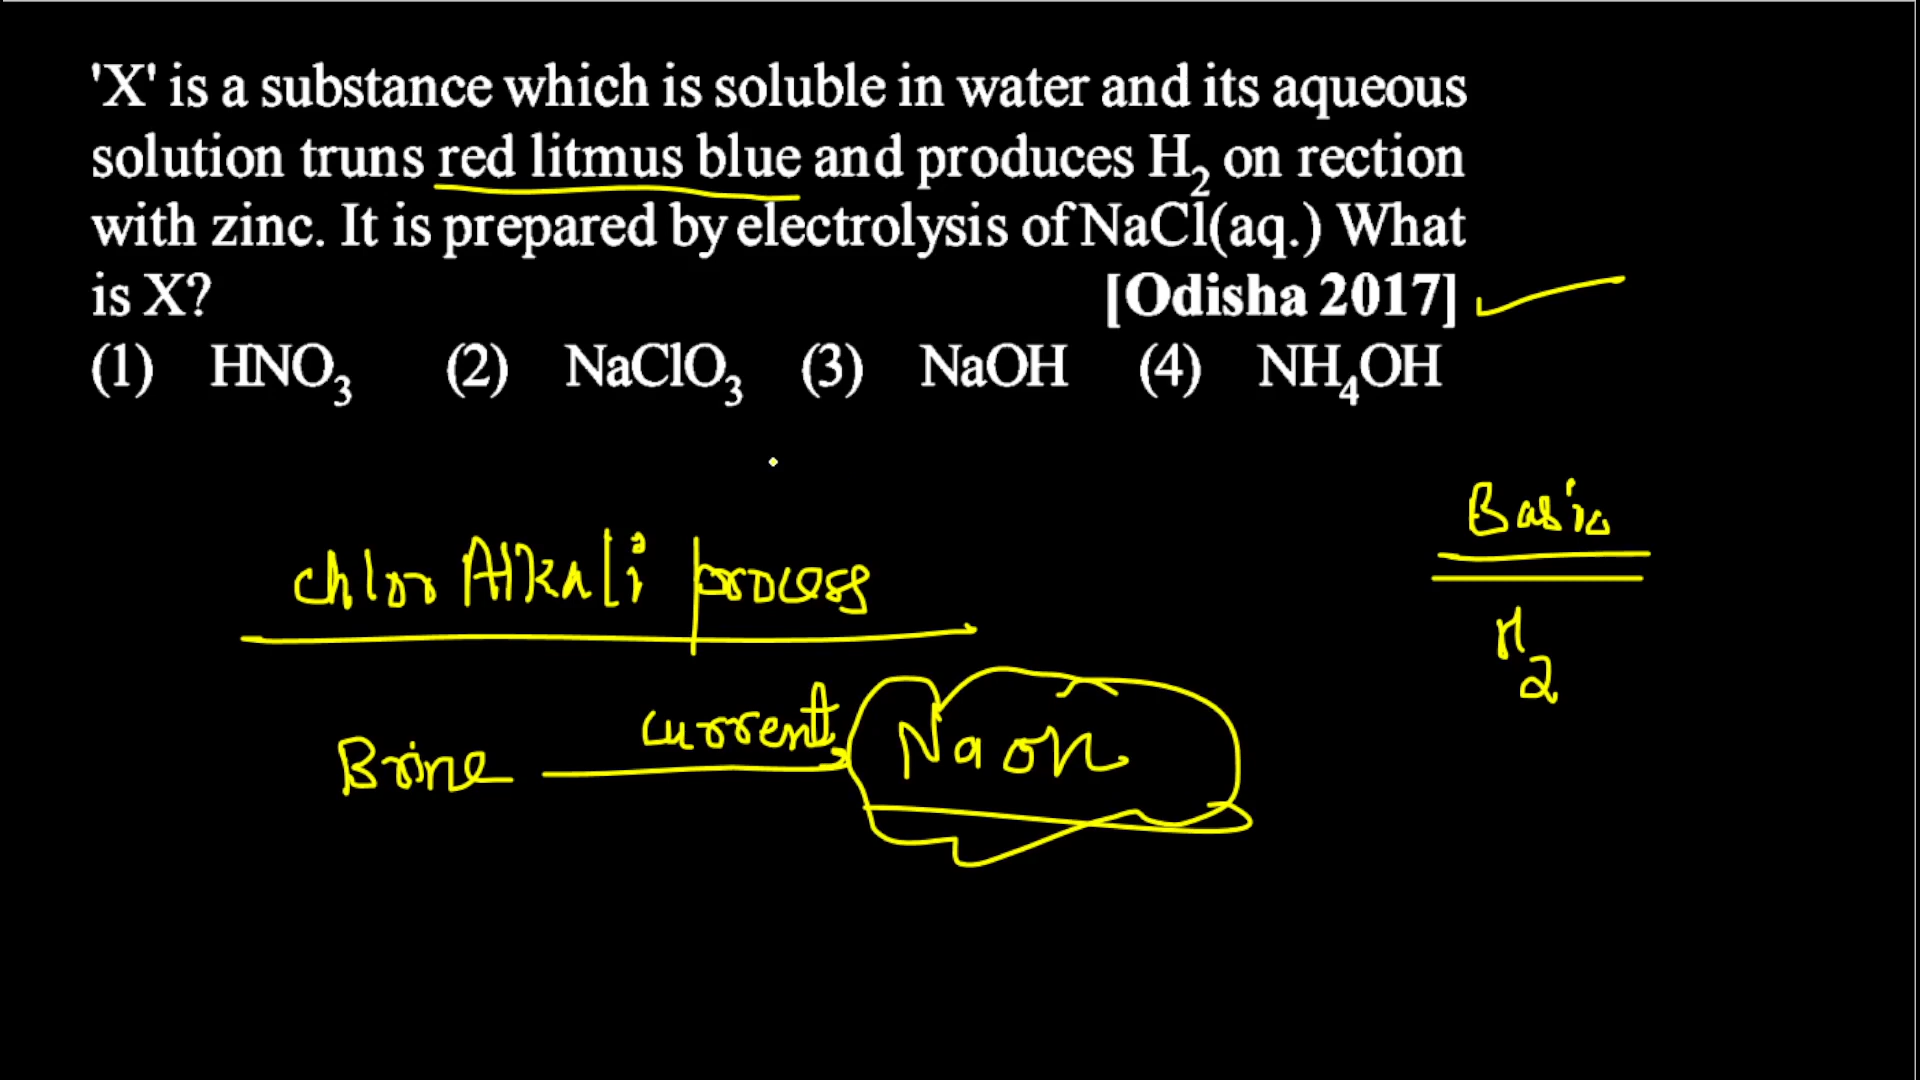 'X' is a substance which is soluble in water and its aqueous
solution truns red litmus blue and produces H₂ on rection
with zinc. It is prepared by electrolysis of NaCl(aq.) What
is X? [Odisha 2017]
(1) HNO₃ (2) NaClO₃ (3) NaOH (4) NH₄OH
Basic
chlor Alkali process
H₂
current
Brine NaOH